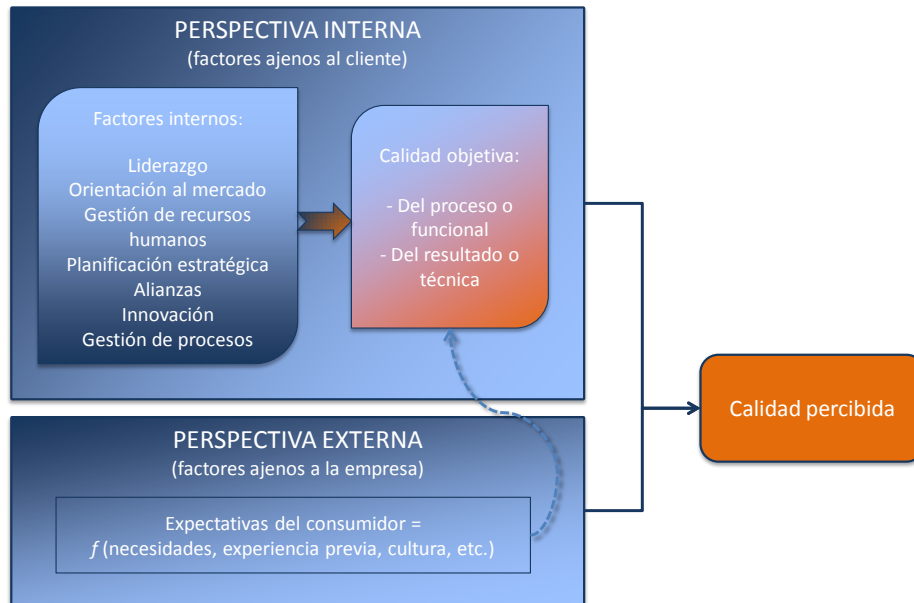 PERSPECTIVA INTERNA
(factores ajenos al cliente)
Factores internos:
Liderazgo
Orientación al mercado
Gestión de recursos
humanos
Planificación estratégica
Alianzas
Innovación
Gestión de procesos
Calidad objetiva:
- Del proceso o
funcional
- Del resultado o
técnica
PERSPECTIVA EXTERNA
(factores ajenos a la empresa)
Expectativas del consumidor =
f (necesidades, experiencia previa, cultura, etc.)
Calidad percibida